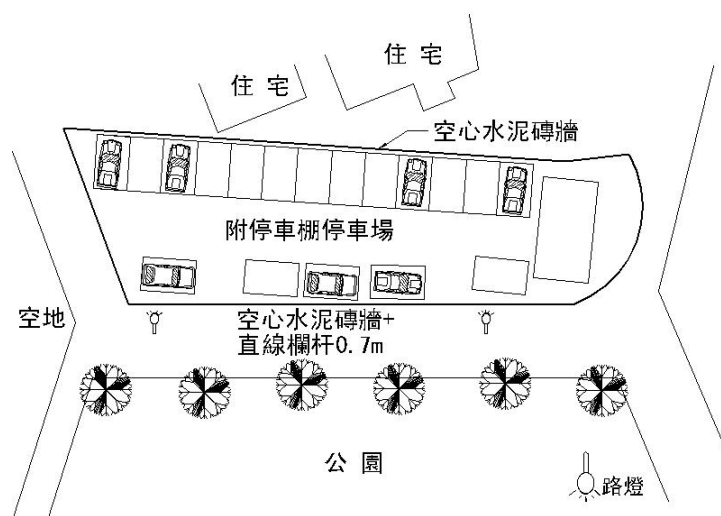 住宅
住宅
空心水泥磚牆
附停車棚停車場
空地
空心水泥磚牆+
直線欄杆0.7m
公園
路燈